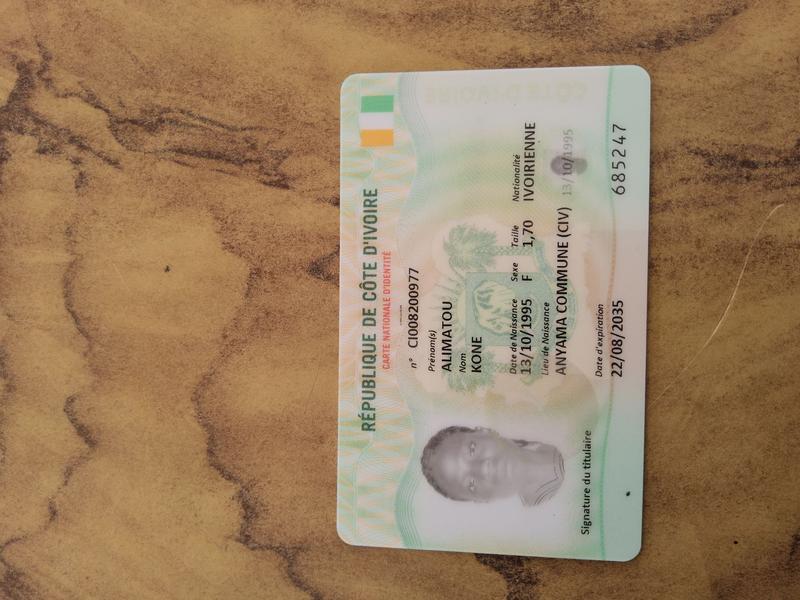 RÉPUBLIQUE DE CÔTE D'IVOIRE
CARTE NATIONALE D'IDENTITÉ
n° CI008200977
Prénom(s)
ALIMATOU
Nom
KONE
Date de Naissance Sexe Taille Nationalité
13/10/1995 F 1,70 IVOIRIENNE
Lieu de Naissance
ANYAMA COMMUNE (CIV)
13/10/1995
Date d'expiration
22/08/2035
685247
Signature du titulaire
CÔTE D'IVOIRE